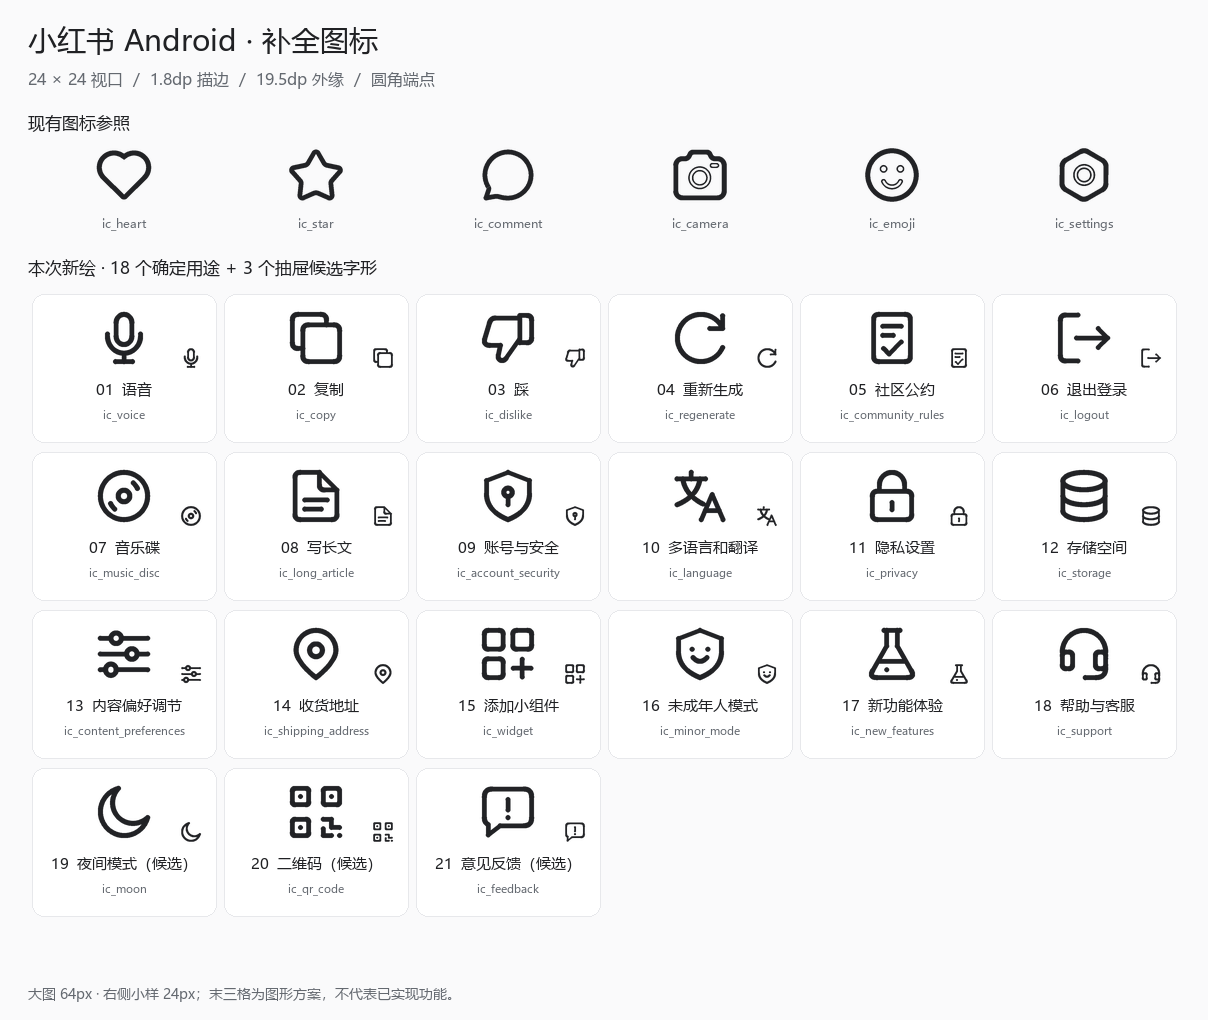 小红书 Android · 补全图标
24 × 24 视口 / 1.8dp 描边 / 19.5dp 外缘 / 圆角端点
现有图标参照
ic_heart ic_star ic_comment ic_camera ic_emoji ic_settings
本次新绘 · 18 个确定用途 + 3 个抽屉候选字形
01 语音 02 复制 03 踩 04 重新生成 05 社区公约 06 退出登录
ic_voice ic_copy ic_dislike ic_regenerate ic_community_rules ic_logout
07 音乐碟 08 写长文 09 账号与安全 10 多语言和翻译 11 隐私设置 12 存储空间
ic_music_disc ic_long_article ic_account_security ic_language ic_privacy ic_storage
13 内容偏好调节 14 收货地址 15 添加小组件 16 未成年人模式 17 新功能体验 18 帮助与客服
ic_content_preferences ic_shipping_address ic_widget ic_minor_mode ic_new_features ic_support
19 夜间模式（候选） 20 二维码（候选） 21 意见反馈（候选）
ic_moon ic_qr_code ic_feedback
大图 64px · 右侧小样 24px；末三格为图形方案，不代表已实现功能。